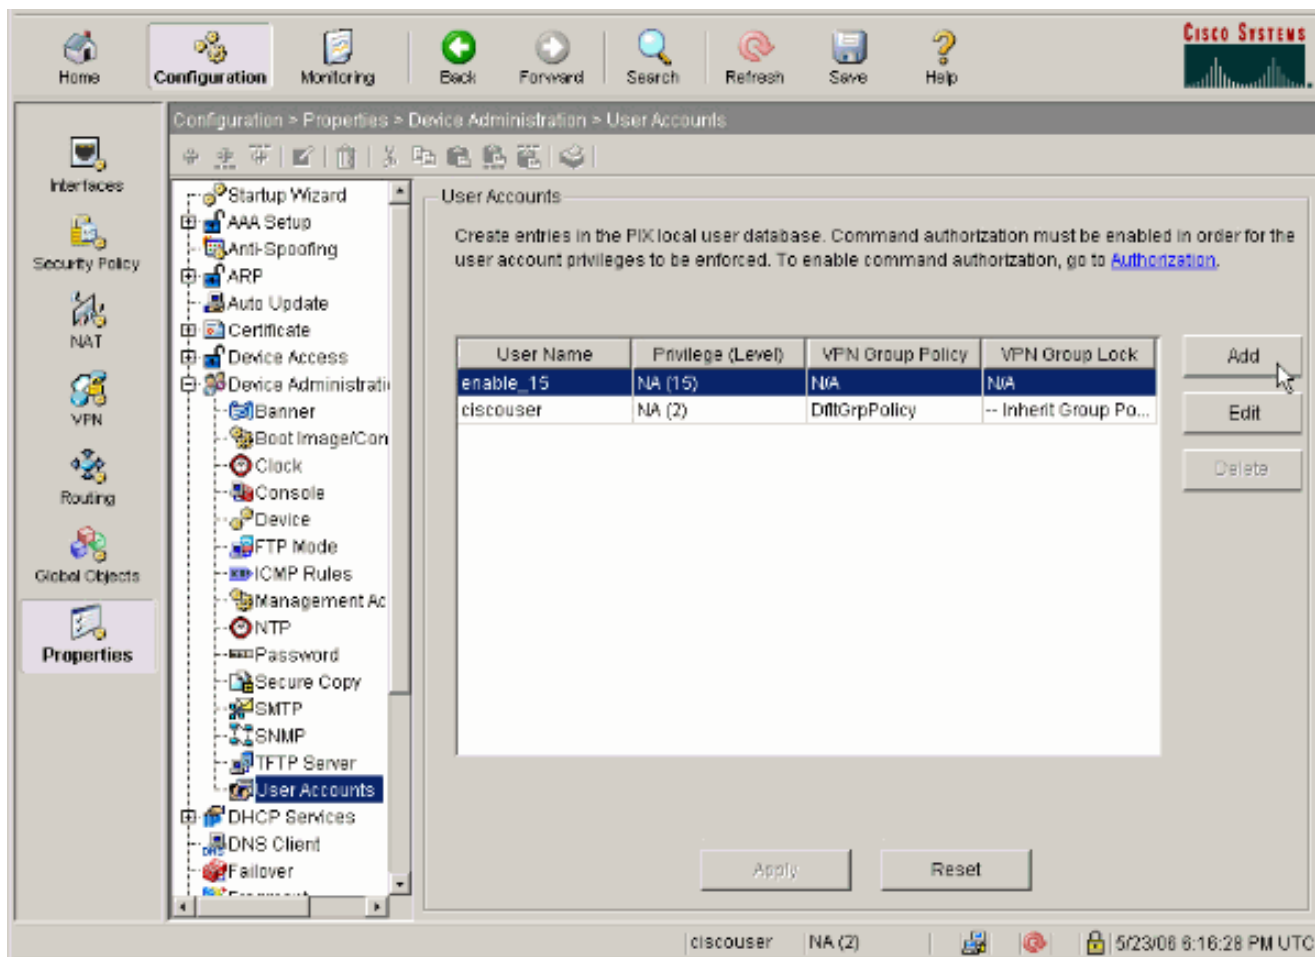 CISCO SYSTEMS
Home
Configuration
Monitoring
Back
Forward
Search
Refresh
Save
Help
Configuration > Properties > Device Administration > User Accounts
Interfaces
Security Policy
NAT
VPN
Routing
Global Objects
Properties
Startup Wizard
AAA Setup
Anti-Spoofing
ARP
Auto Update
Certificate
Device Access
Device Administrati
Banner
Boot Image/Con
Clock
Console
Device
FTP Mode
ICMP Rules
Management Ac
NTP
Password
Secure Copy
SMTP
SNMP
TFTP Server
User Accounts
DHCP Services
DNS Client
Failover
User Accounts
Create entries in the PIX local user database. Command authorization must be enabled in order for the
user account privileges to be enforced. To enable command authorization, go to Authorization.
User Name Privilege (Level) VPN Group Policy VPN Group Lock
enable_15 NA (15) N/A N/A
ciscouser NA (2) DfltGrpPolicy -- Inherit Group Po...
Add
Edit
Delete
Apply
Reset
ciscouser NA (2) 5/23/06 6:16:28 PM UTC